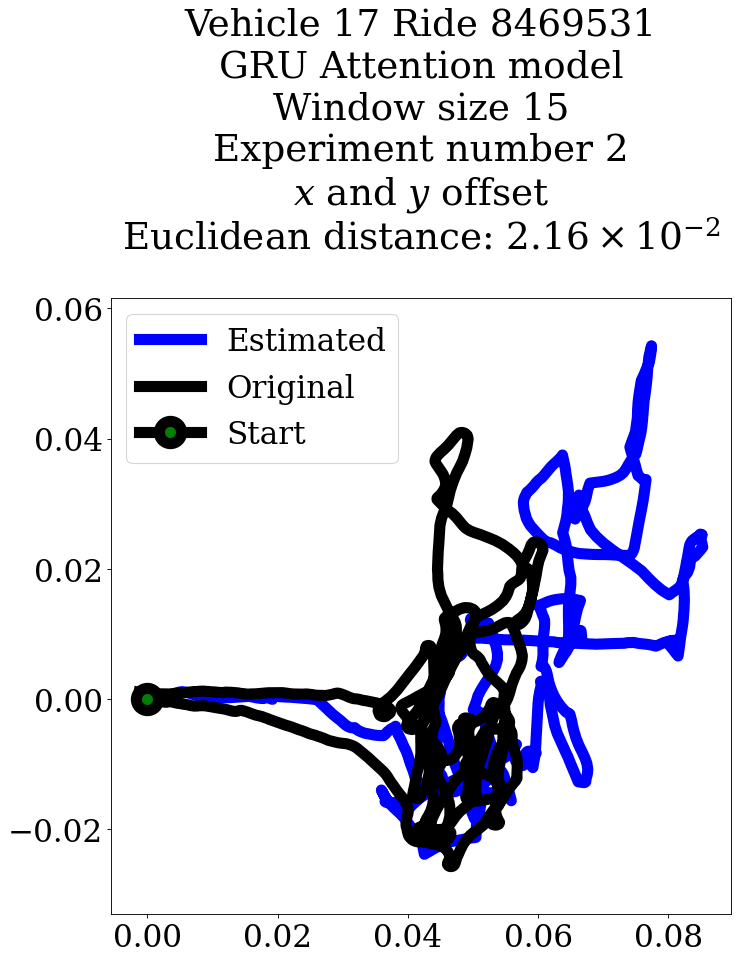 Vehicle 17 Ride 8469531
GRU Attention model
Window size 15
Experiment number 2
x and y offset
Euclidean distance: 2.16 × 10⁻²
0.06
Estimated
Original
0.04
Start
0.02
0.00
−0.02
0.00 0.02 0.04 0.06 0.08